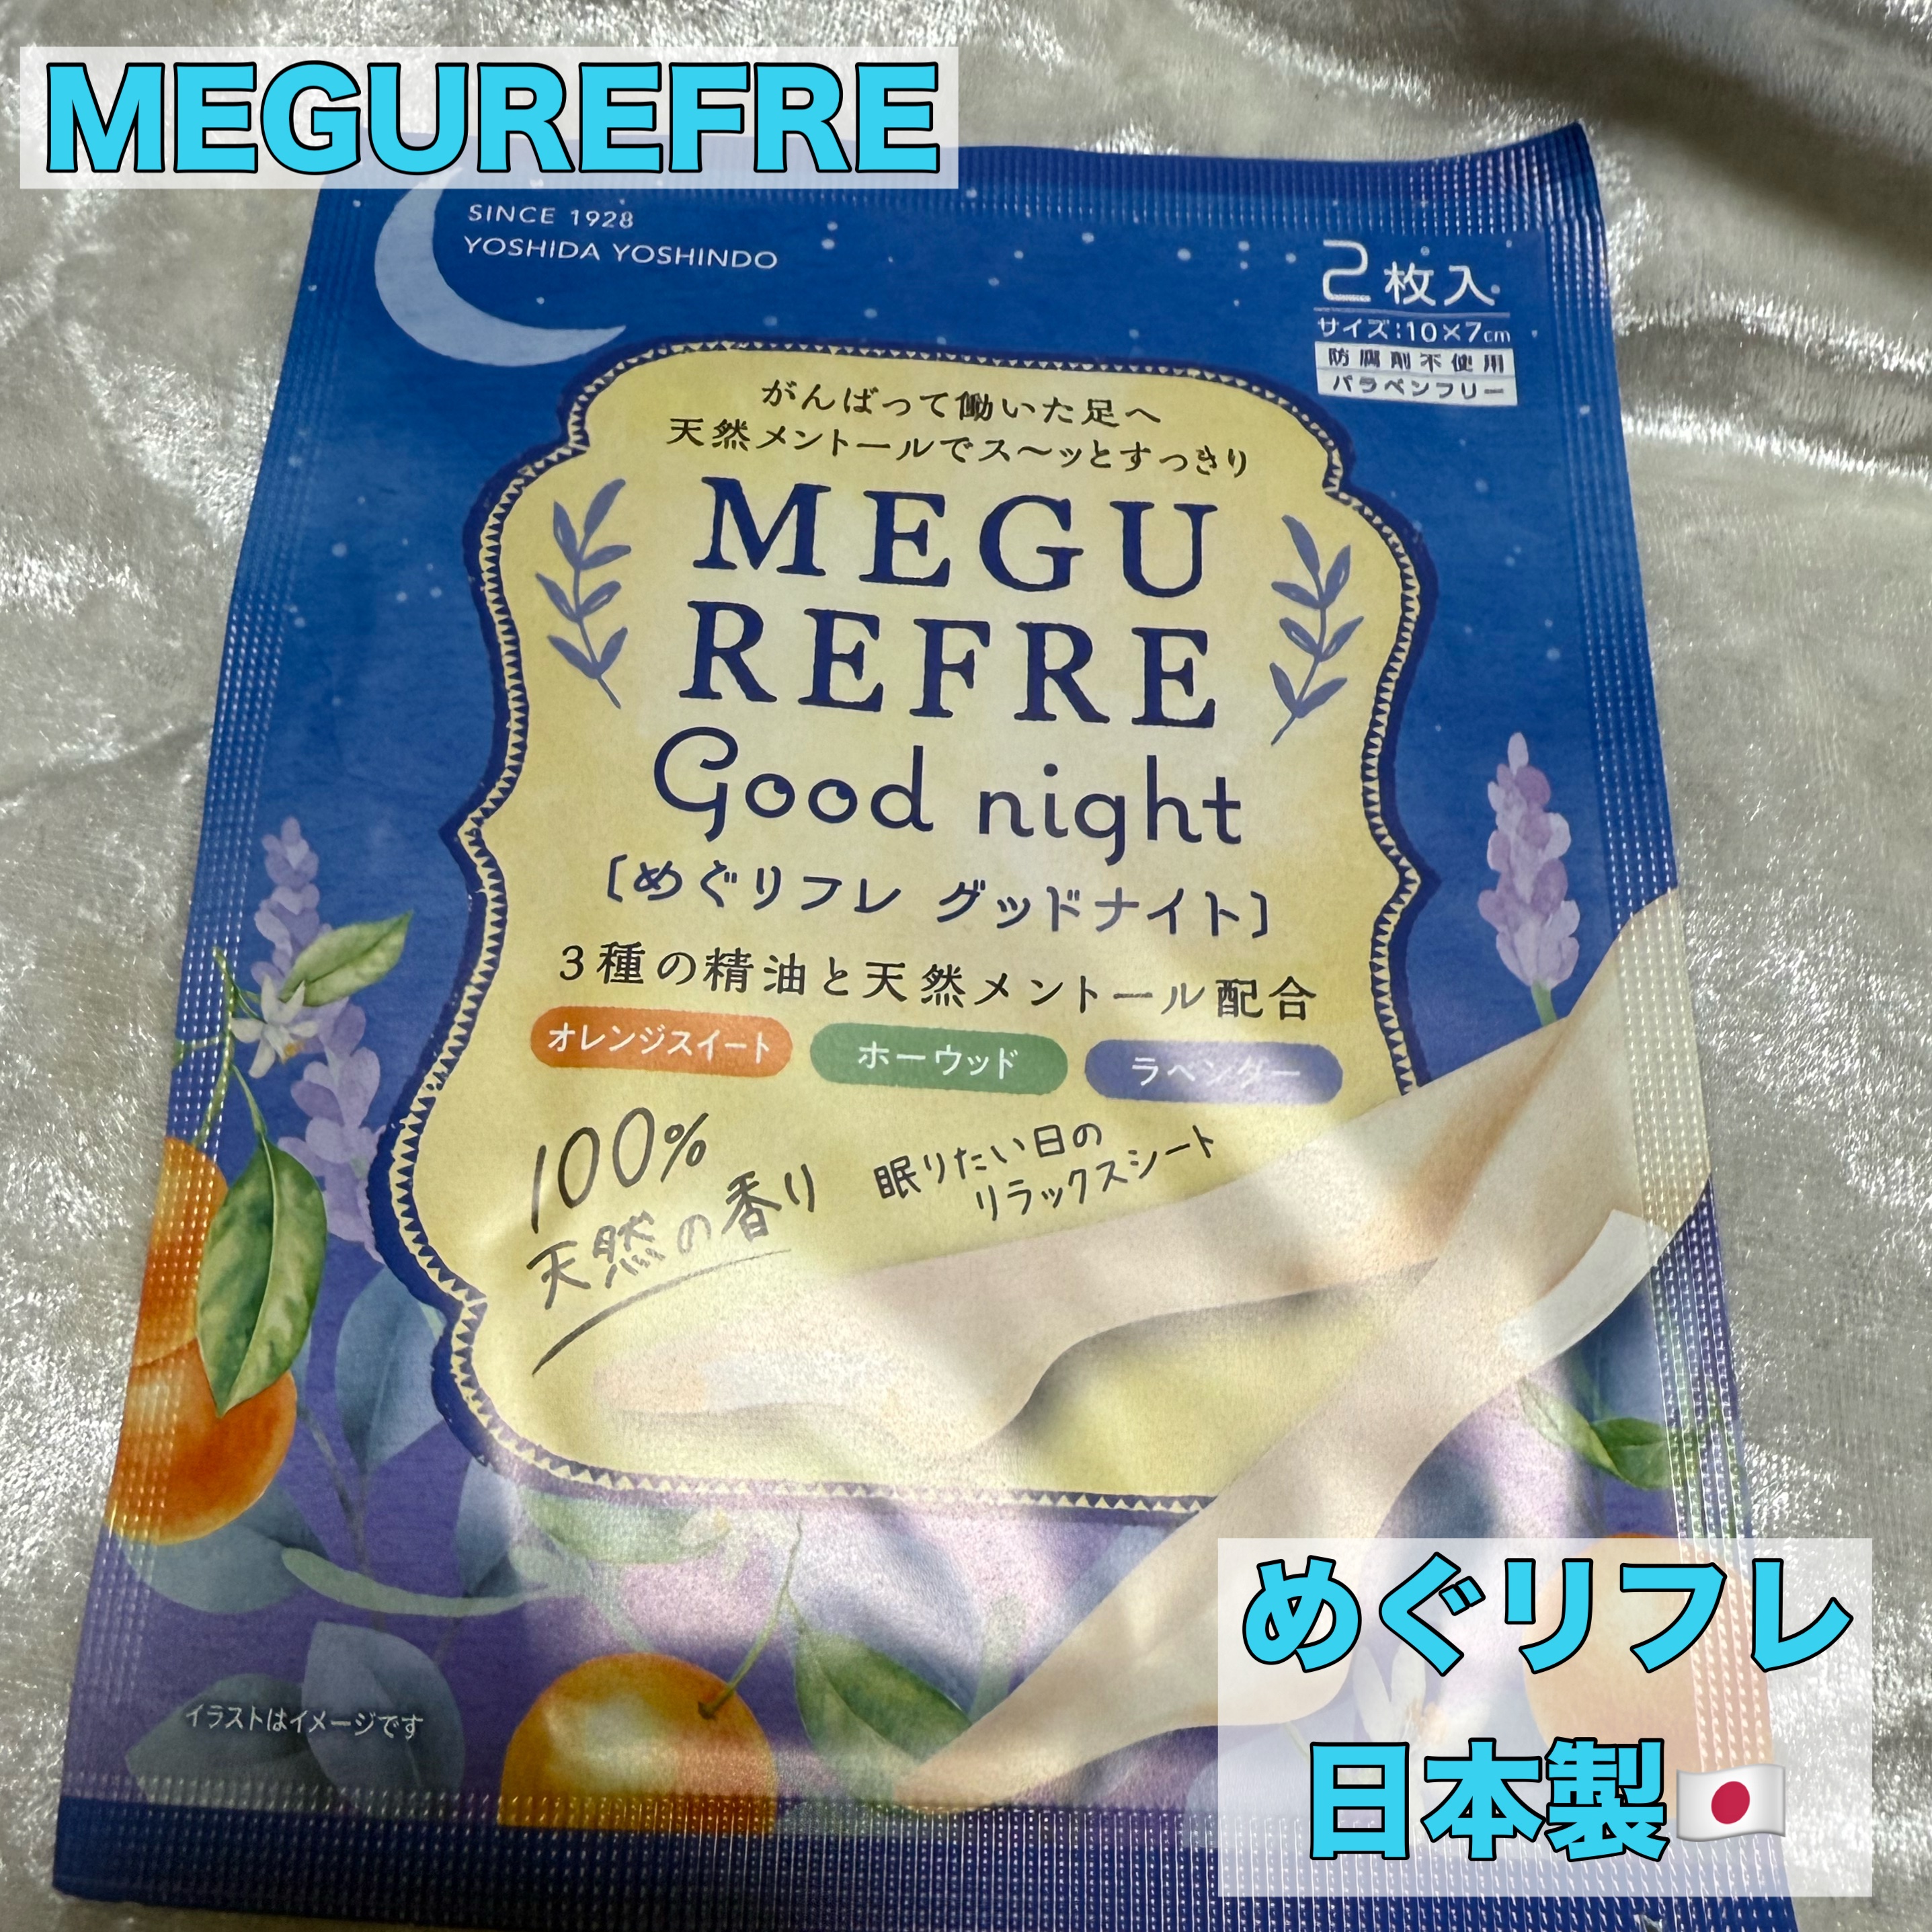 MEGUREFRE
SINCE 1928
YOSHIDA YOSHINDO
2枚入
サイズ:10×7cm
防腐剤不使用
パラベンフリー
がんばって働いた足へ
天然メントールでス〜ッとすっきり
MEGU
REFRE
Good night
〔めぐりフレ グッドナイト〕
3種の精油と天然メントール配合
オレンジスイート
ホーウッド
ラベンダー
100%
天然の香り
眠りたい日の
リラックスシート
イラストはイメージです
めぐリフレ
日本製🇯🇵